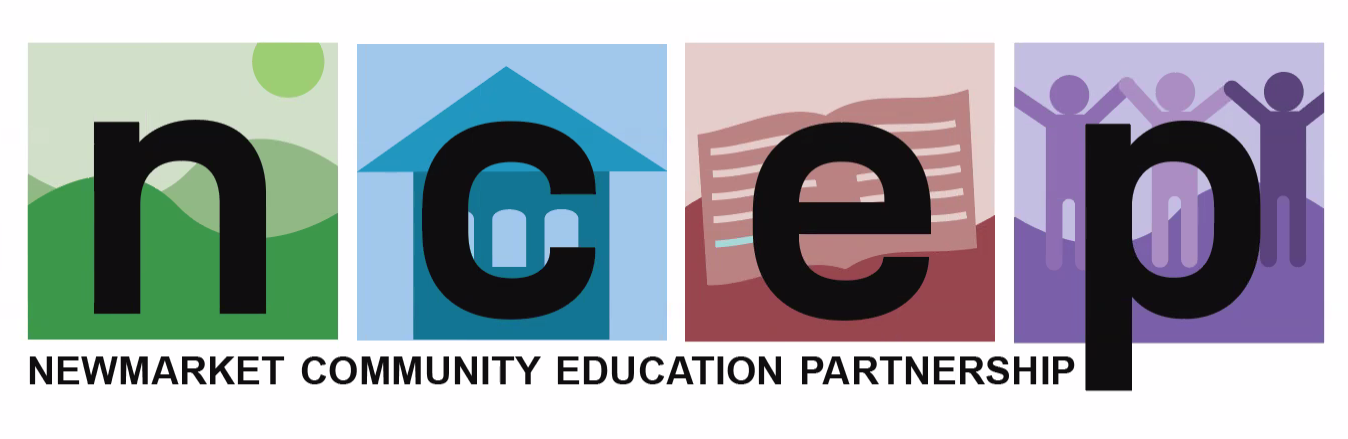 ncep
NEWMARKET COMMUNITY EDUCATION PARTNERSHIP